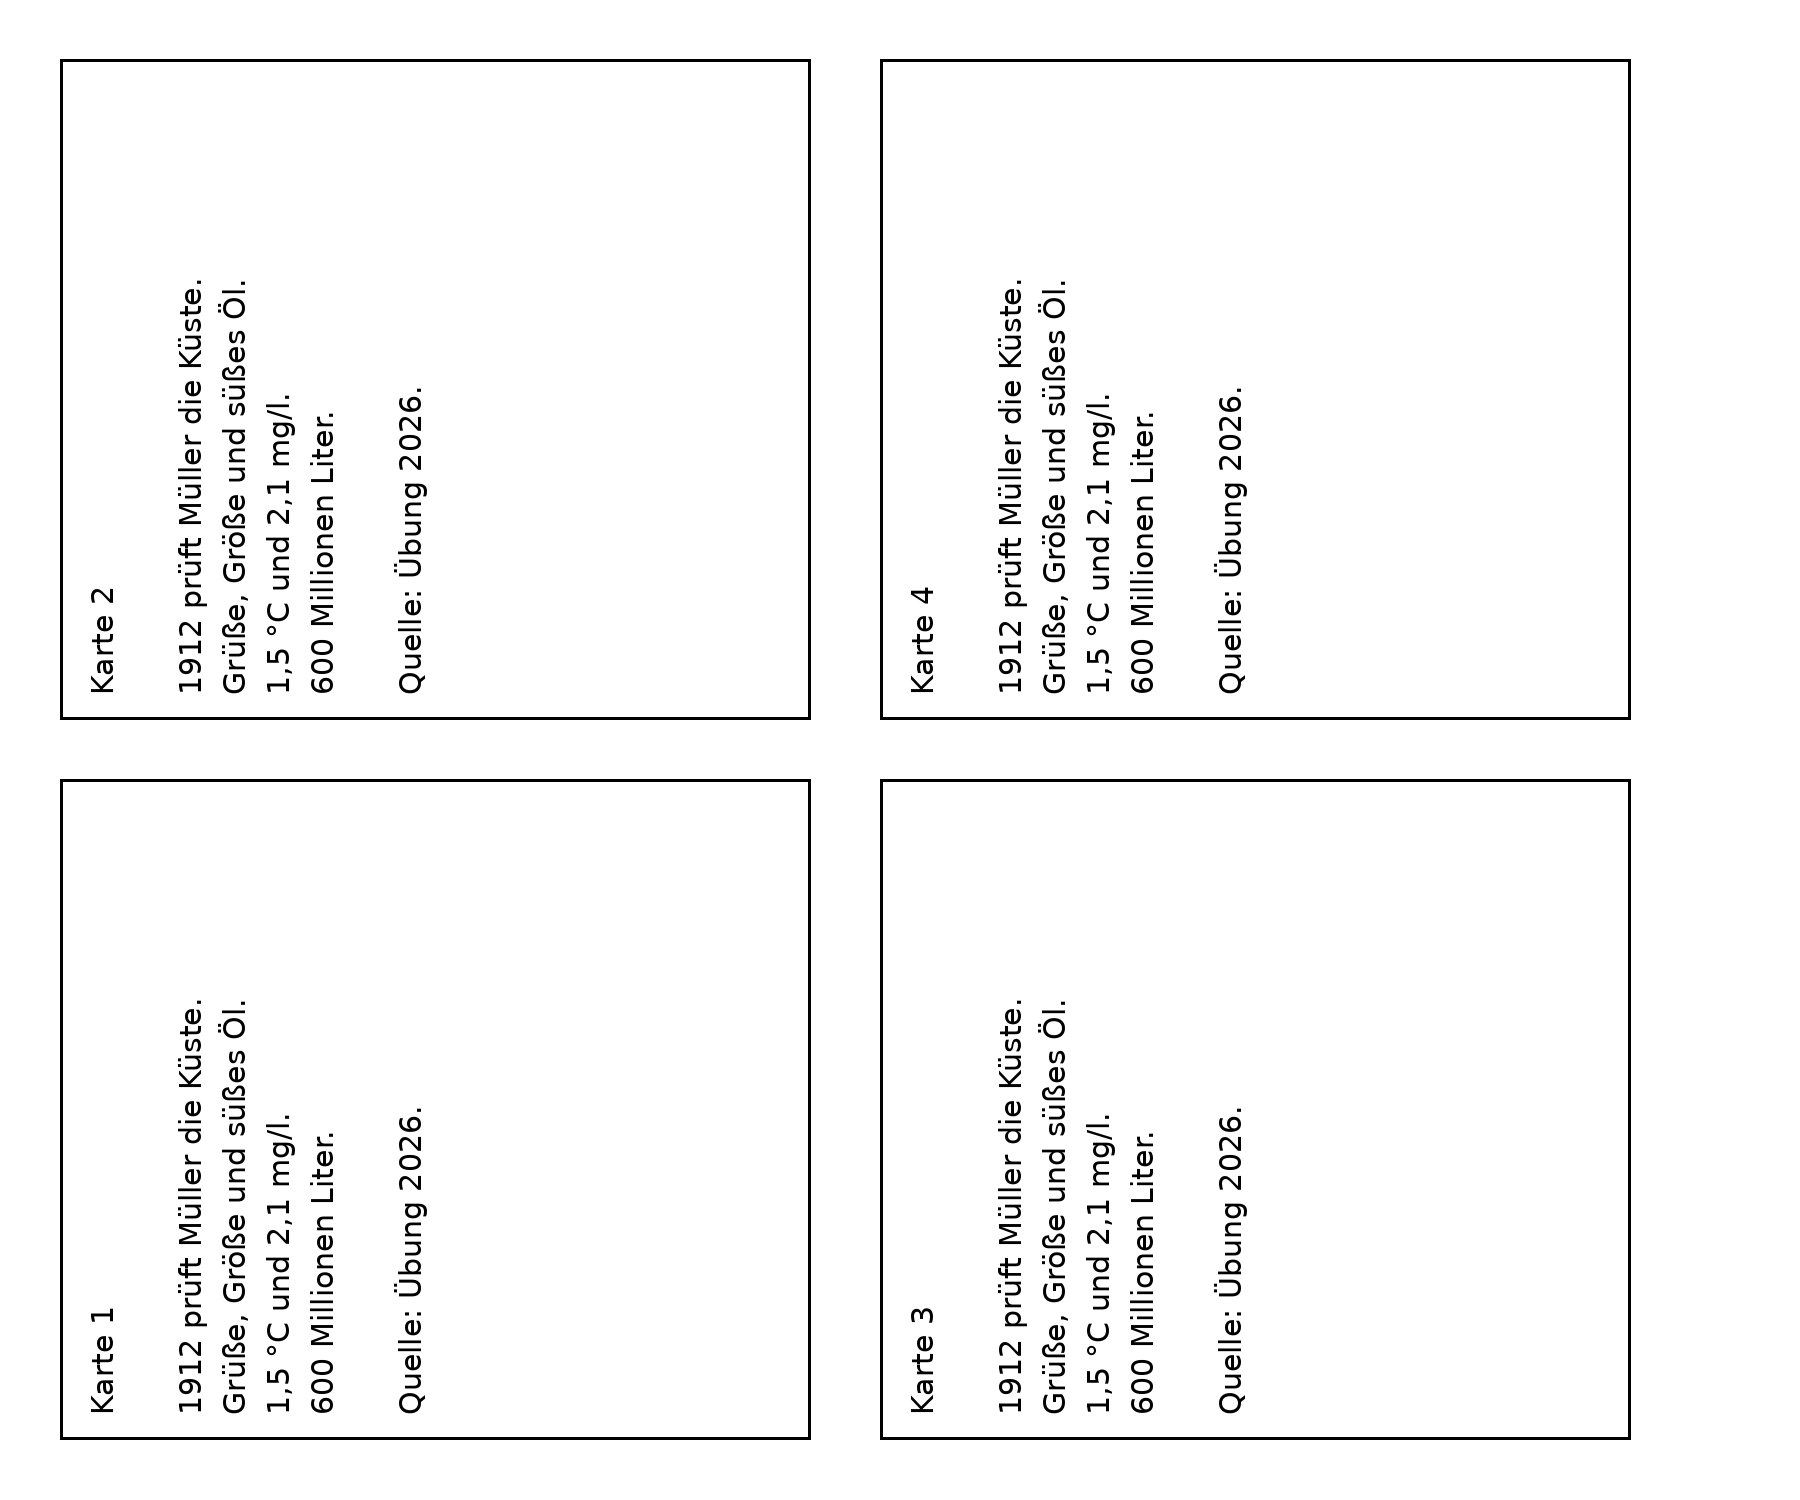 Karte 1
1912 prüft Müller die Küste.
Grüße, Größe und süßes Öl.
1,5 °C und 2,1 mg/l.
600 Millionen Liter.
Quelle: Übung 2026.
Karte 2
1912 prüft Müller die Küste.
Grüße, Größe und süßes Öl.
1,5 °C und 2,1 mg/l.
600 Millionen Liter.
Quelle: Übung 2026.
Karte 3
1912 prüft Müller die Küste.
Grüße, Größe und süßes Öl.
1,5 °C und 2,1 mg/l.
600 Millionen Liter.
Quelle: Übung 2026.
Karte 4
1912 prüft Müller die Küste.
Grüße, Größe und süßes Öl.
1,5 °C und 2,1 mg/l.
600 Millionen Liter.
Quelle: Übung 2026.